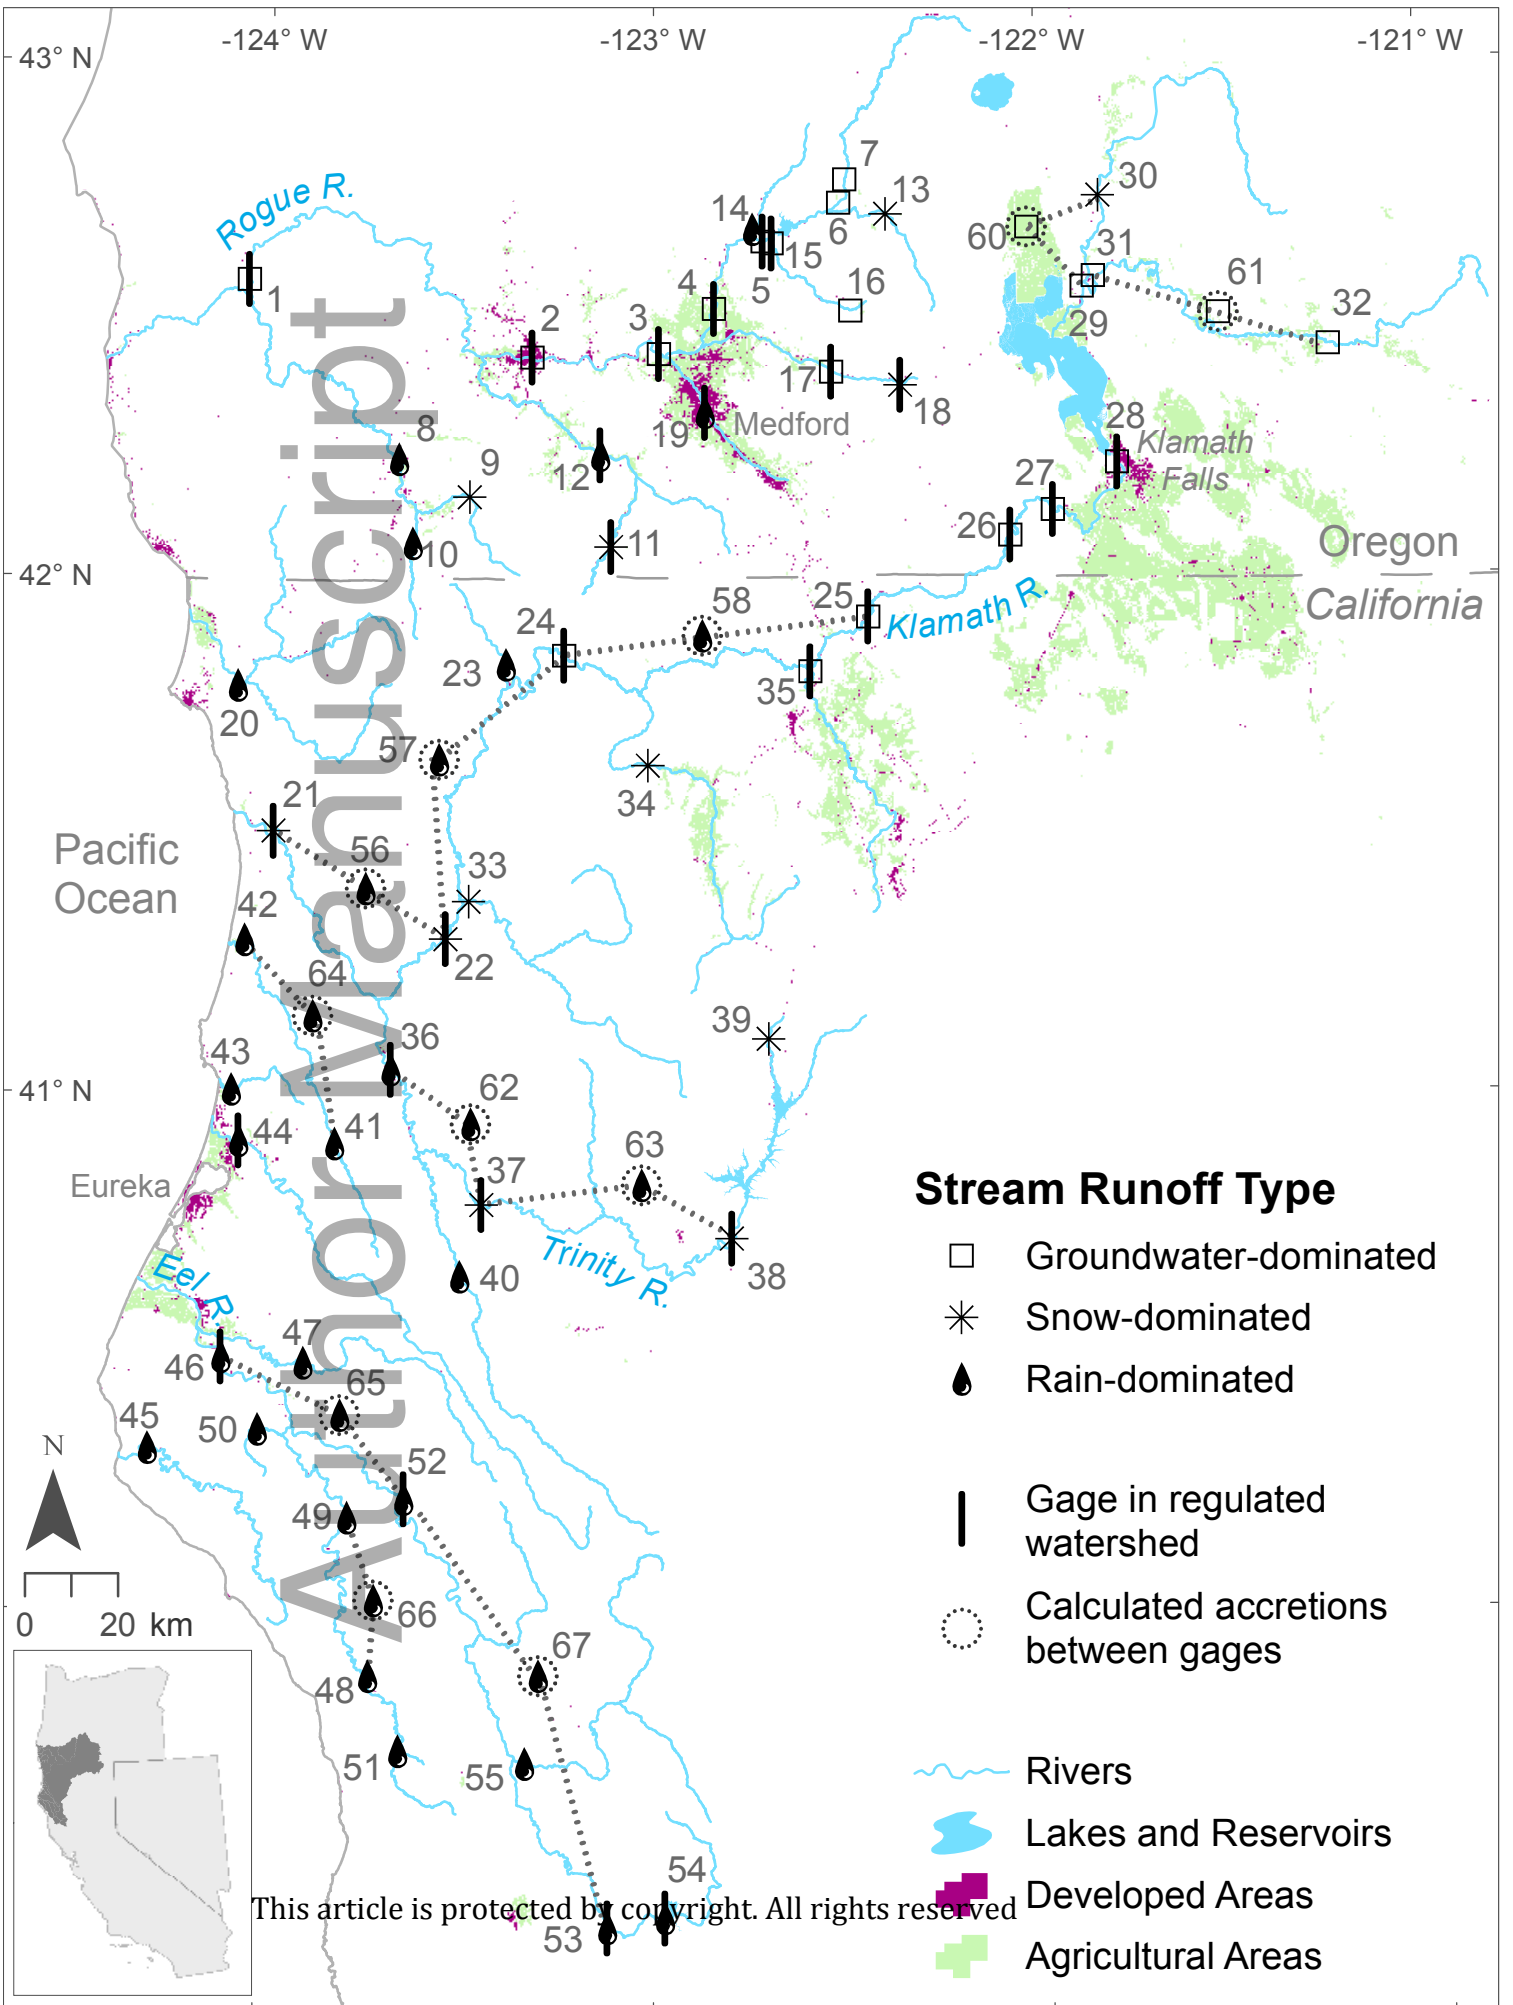 -124° W
-123° W
-122° W
-121° W
43° N
7
30
13
Rogue R.
14
6
60
15
31
61
1
4
5
16
32
2
3
29
17
18
28
8
19
Medford
Klamath
Falls
9
12
27
26
Oregon
10
11
42° N
58
25
California
24
Klamath R.
23
35
20
57
21
34
Pacific
Ocean
56
33
42
22
64
39
36
43
41° N
62
44
41
63
37
Eureka
Trinity R.
38
40
Eel R.
47
46
65
45
50
52
49
N
66
0 20 km
67
48
51
55
54
53
Author Manuscript
Stream Runoff Type
Groundwater-dominated
Snow-dominated
Rain-dominated
Gage in regulated
watershed
Calculated accretions
between gages
Rivers
Lakes and Reservoirs
Developed Areas
Agricultural Areas
This article is protected by copyright. All rights reserved